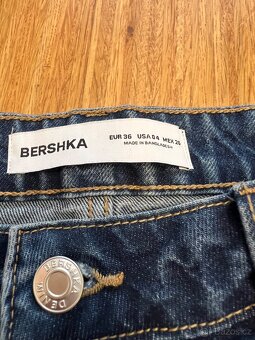 BERSHKA
EUR 36 USA 04 MEX 26
MADE IN BANGLADESH
BERSHKA
DENIM